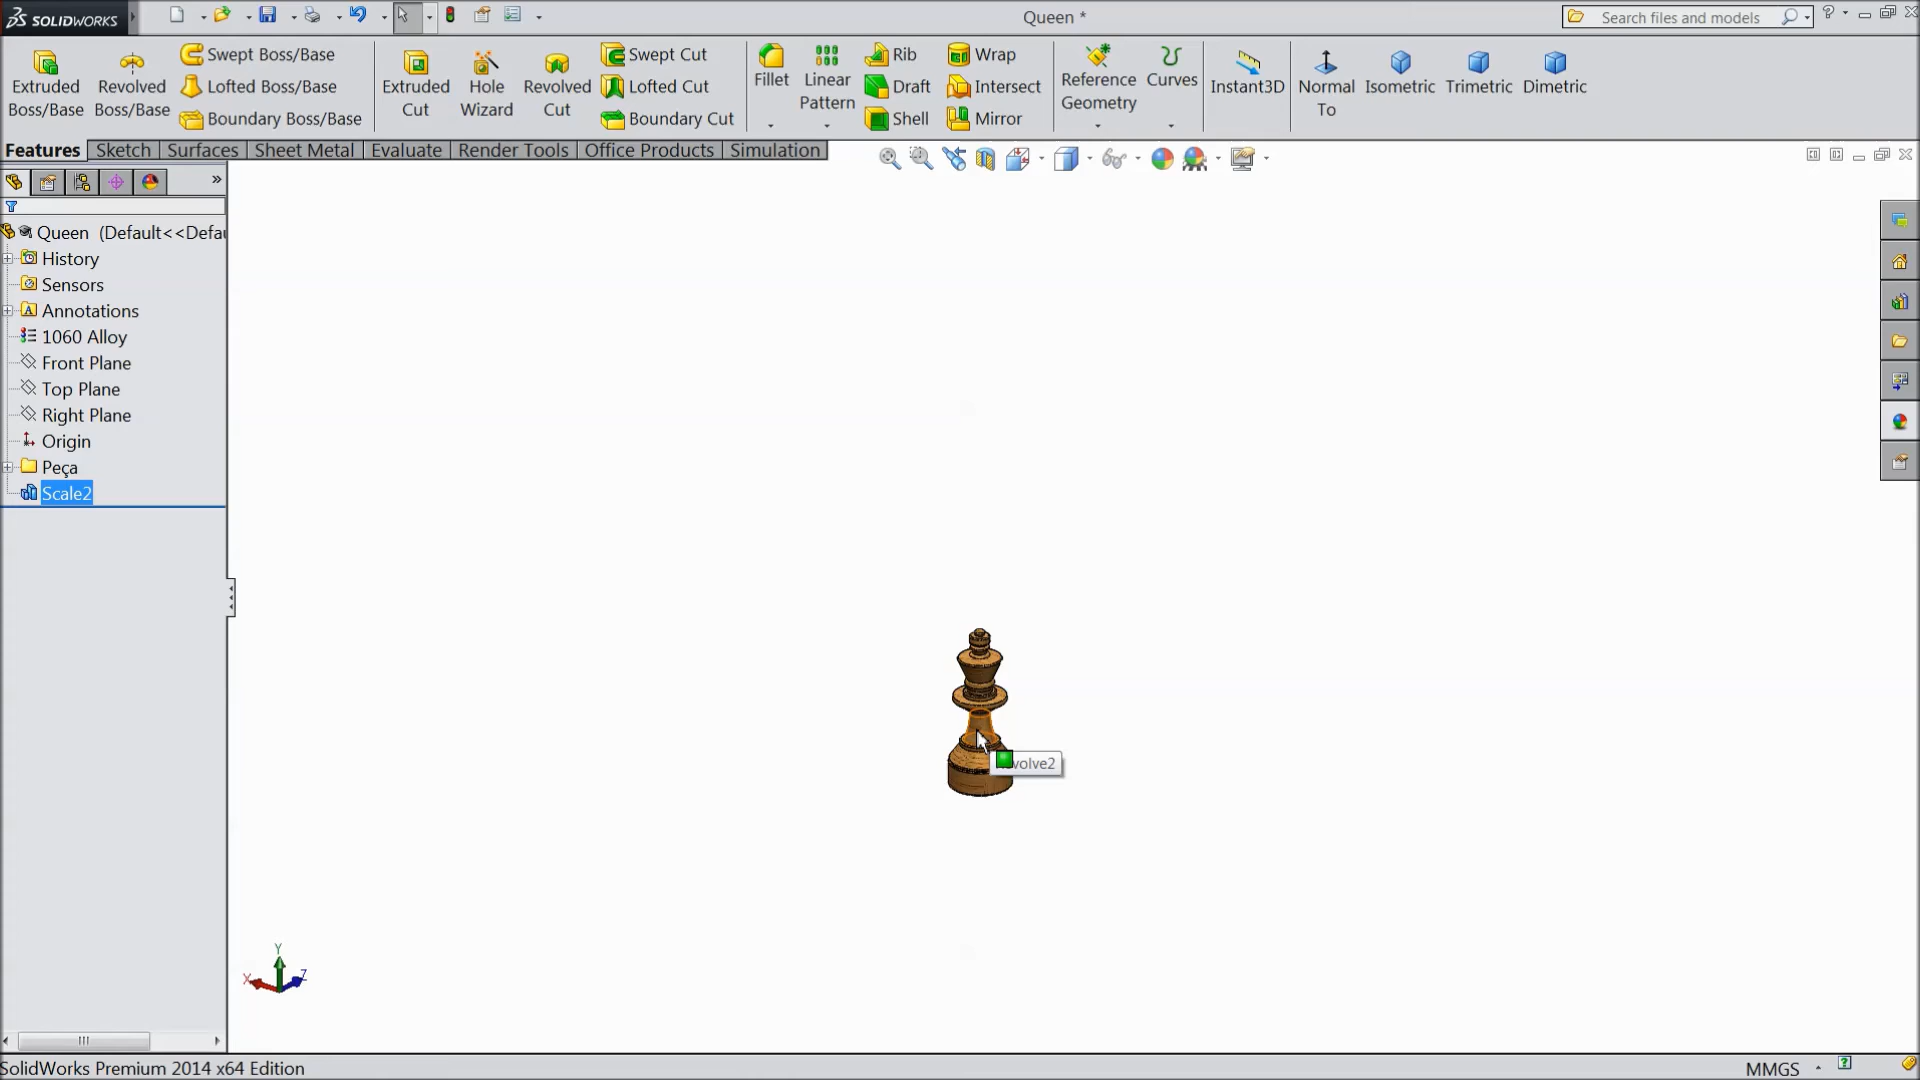 SOLIDWORKS
Queen *
Search files and models
Extruded Boss/Base
Revolved Boss/Base
Swept Boss/Base
Lofted Boss/Base
Boundary Boss/Base
Extruded Cut
Hole Wizard
Revolved Cut
Swept Cut
Lofted Cut
Boundary Cut
Fillet
Linear Pattern
Rib
Draft
Shell
Wrap
Intersect
Mirror
Reference Geometry
Curves
Instant3D
Normal To
Isometric
Trimetric
Dimetric
Features Sketch Surfaces Sheet Metal Evaluate Render Tools Office Products Simulation
Queen (Default<<Defau
History
Sensors
Annotations
1060 Alloy
Front Plane
Top Plane
Right Plane
Origin
Peça
Scale2
volve2
Y
X
Z
SolidWorks Premium 2014 x64 Edition
MMGS